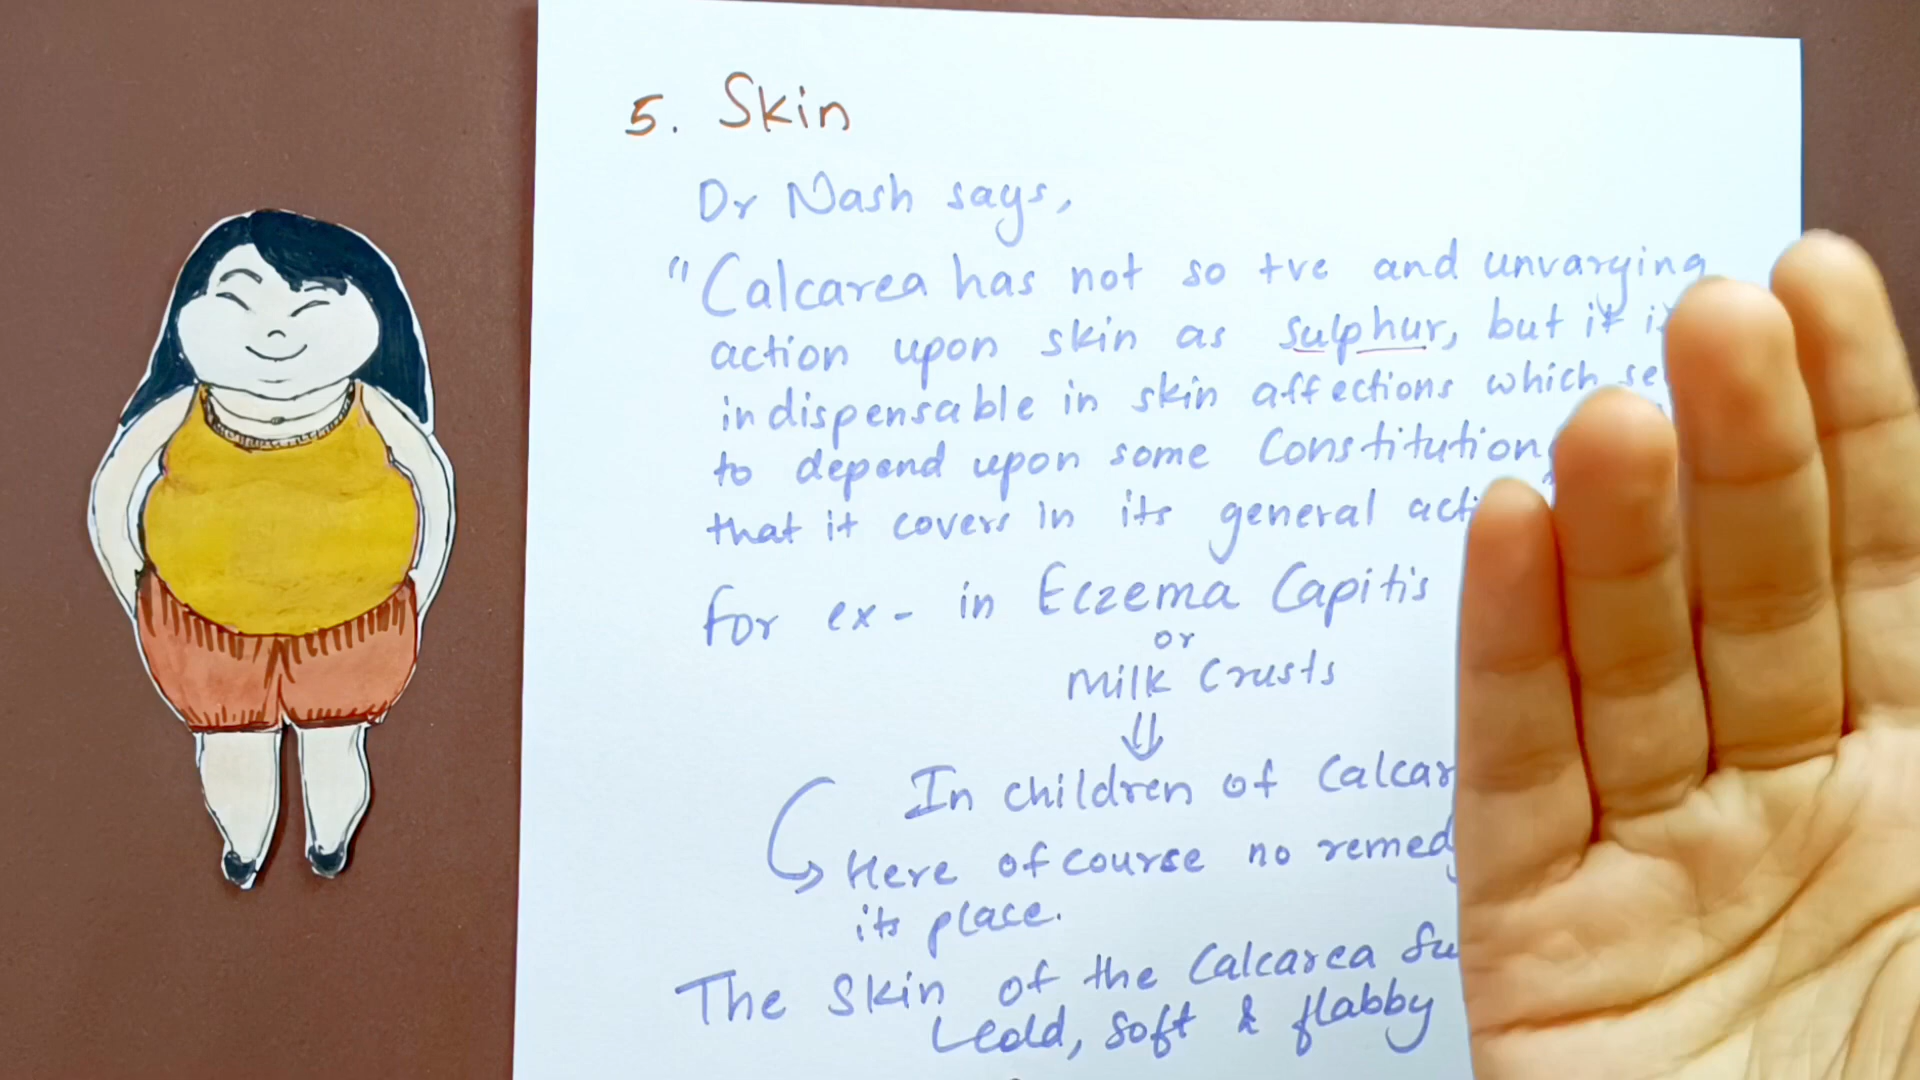 5. Skin
Dr Nash says,
"Calcarea has not so +ve and unvarying
action upon skin as sulphur, but it
indispensable in skin affections which
to depend upon some Constitution
that it covers in its general
for ex- in Eczema Capitis
or
Milk Crusts
⇓
In children of
Here ofcourse no
its place.
The Skin of the Calcarea
Cold, soft & flabby